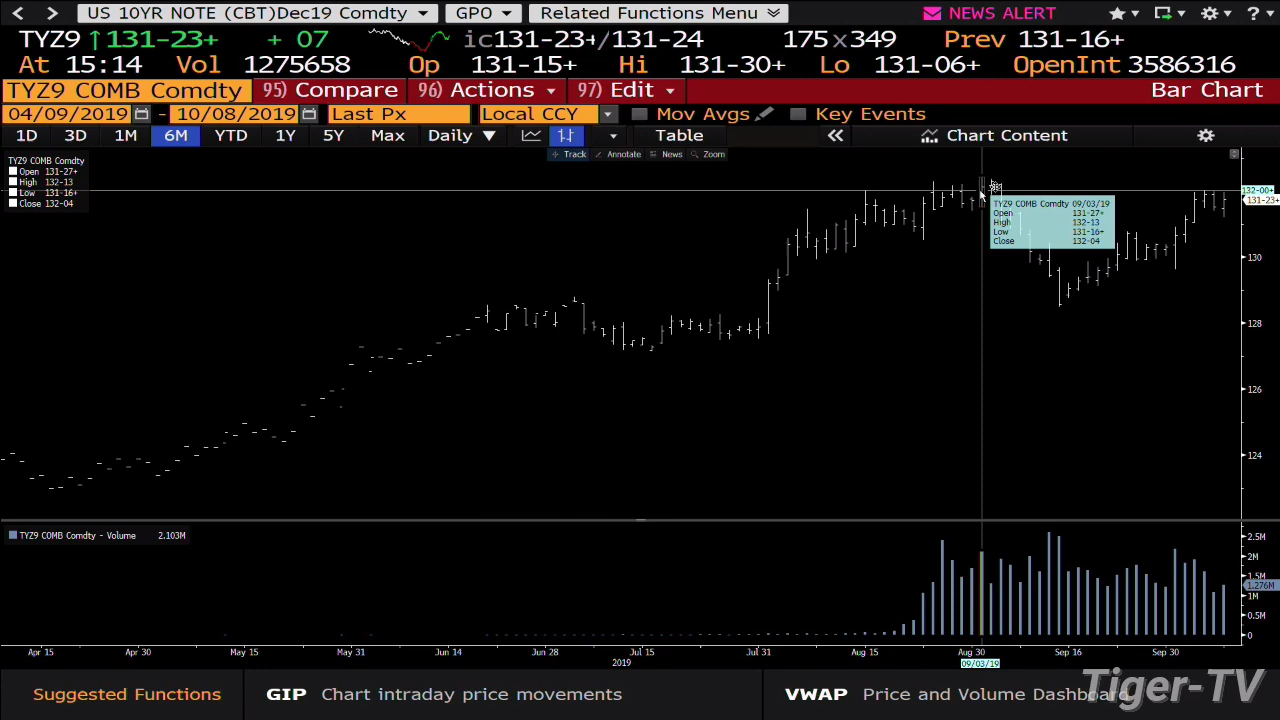 US 10YR NOTE (CBT)Dec19 Comdty GPO Related Functions Menu NEWS ALERT ?
TYZ9 ↑131-23+ + 07 ic131-23+/131-24 175x349 Prev 131-16+
At 15:14 Vol 1275658 Op 131-15+ Hi 131-30+ Lo 131-06+ OpenInt 3586316
TYZ9 COMB Comdty 95) Compare 96) Actions 97) Edit Bar Chart
04/09/2019 - 10/08/2019 Last Px Local CCY Mov Avgs Key Events
1D 3D 1M 6M YTD 1Y 5Y Max Daily ▼ Table « Chart Content
Track Annotate News Zoom
TYZ9 COMB Comdty
Open 131-27+
High 132-13
Low 131-16+
Close 132-04
TYZ9 COMB Comdty 09/03/19
Open 131-27+
High 132-13
Low 131-16+
Close 132-04
132-00+
131-23+
130
128
126
124
TYZ9 COMB Comdty - Volume 2.103M
2.5M
2M
1.5M
1.276M
1M
0.5M
0
Apr 15 Apr 30 May 15 May 31 Jun 14 Jun 28 Jul 15 Jul 31 Aug 15 Aug 30 Sep 16 Sep 30
2019 09/03/19
Suggested Functions GIP Chart intraday price movements VWAP Price and Volume Dashboard
Tiger-TV